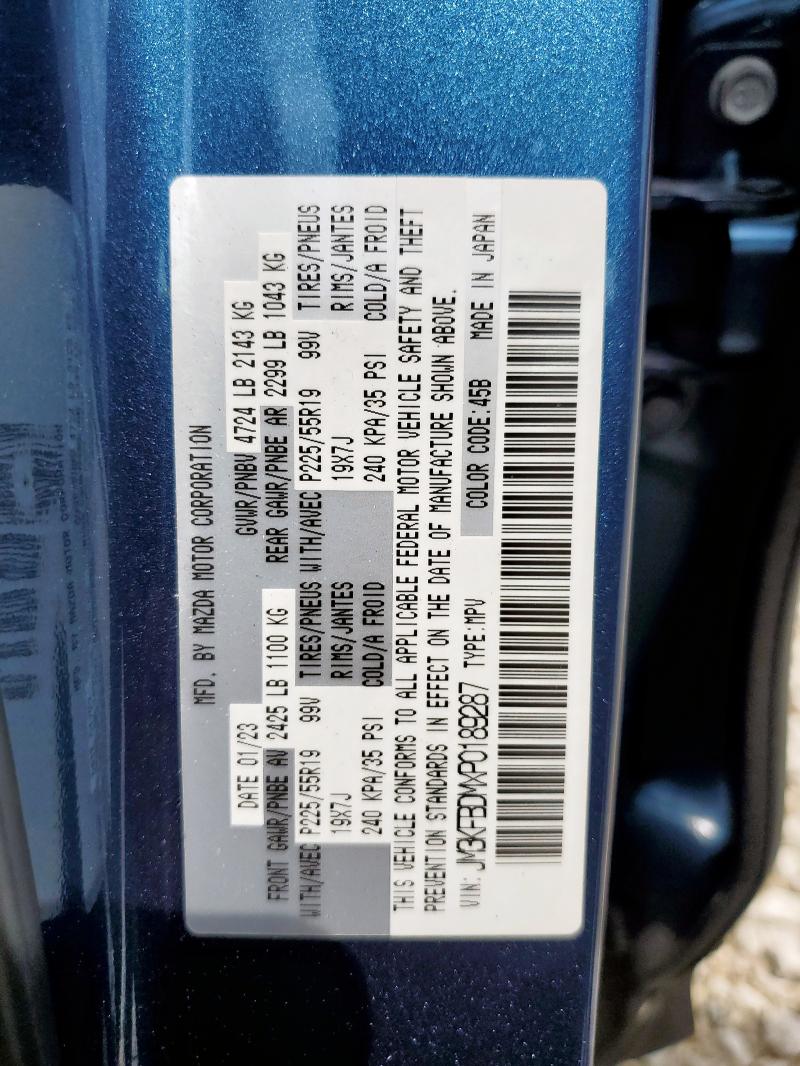 MFD. BY MAZDA MOTOR CORPORATION
DATE 01/23 GVWR/PNBV 4724 LB 2143 KG
FRONT GAWR/PNBE AV 2425 LB 1100 KG REAR GAWR/PNBE AR 2299 LB 1043 KG
WITH/AVEC P225/55R19 99V TIRES/PNEUS WITH/AVEC P225/55R19 99V TIRES/PNEUS
19X7J RIMS/JANTES 19X7J RIMS/JANTES
240 KPA/35 PSI COLD/A FROID 240 KPA/35 PSI COLD/A FROID
THIS VEHICLE CONFORMS TO ALL APPLICABLE FEDERAL MOTOR VEHICLE SAFETY AND THEFT
PREVENTION STANDARDS IN EFFECT ON THE DATE OF MANUFACTURE SHOWN ABOVE.
VIN: JM3KFBDMXP0189287 TYPE:MPV COLOR CODE:45B MADE IN JAPAN